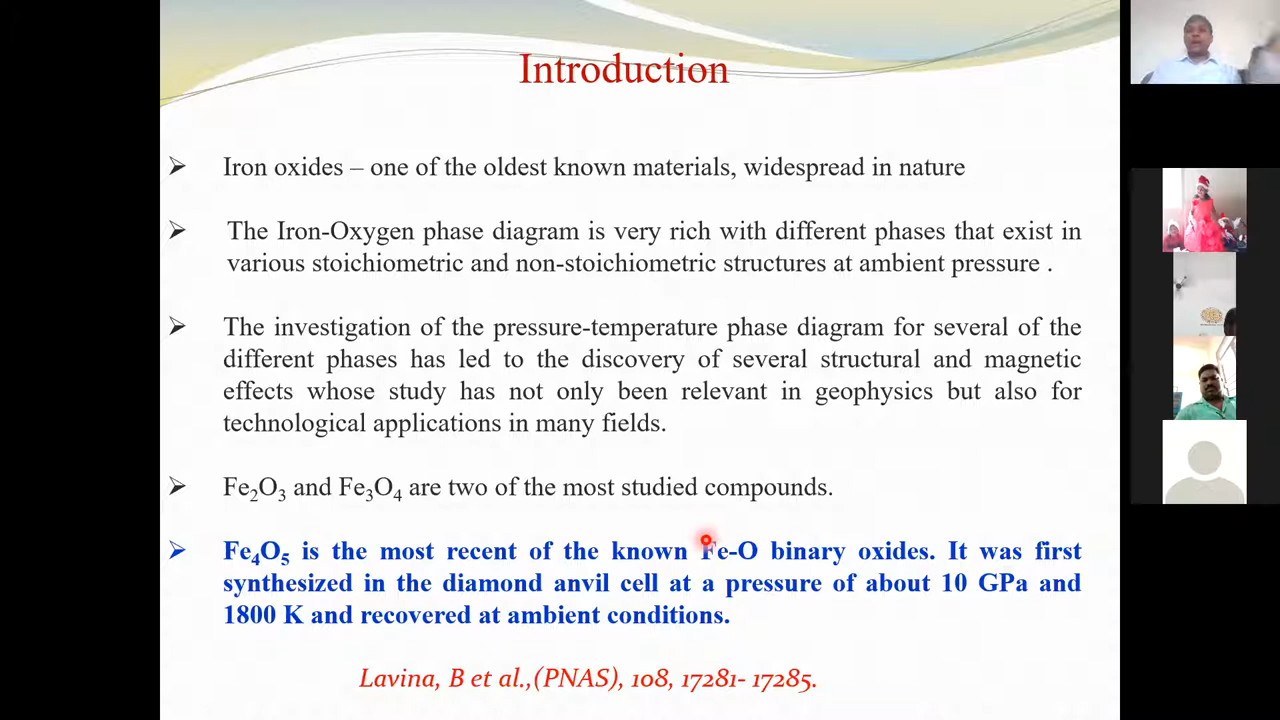 Introduction
➢ Iron oxides – one of the oldest known materials, widespread in nature
➢ The Iron-Oxygen phase diagram is very rich with different phases that exist in
various stoichiometric and non-stoichiometric structures at ambient pressure .
➢ The investigation of the pressure-temperature phase diagram for several of the
different phases has led to the discovery of several structural and magnetic
effects whose study has not only been relevant in geophysics but also for
technological applications in many fields.
➢ Fe₂O₃ and Fe₃O₄ are two of the most studied compounds.
➢ Fe₄O₅ is the most recent of the known Fe-O binary oxides. It was first
synthesized in the diamond anvil cell at a pressure of about 10 GPa and
1800 K and recovered at ambient conditions.
Lavina, B et al.,(PNAS), 108, 17281- 17285.